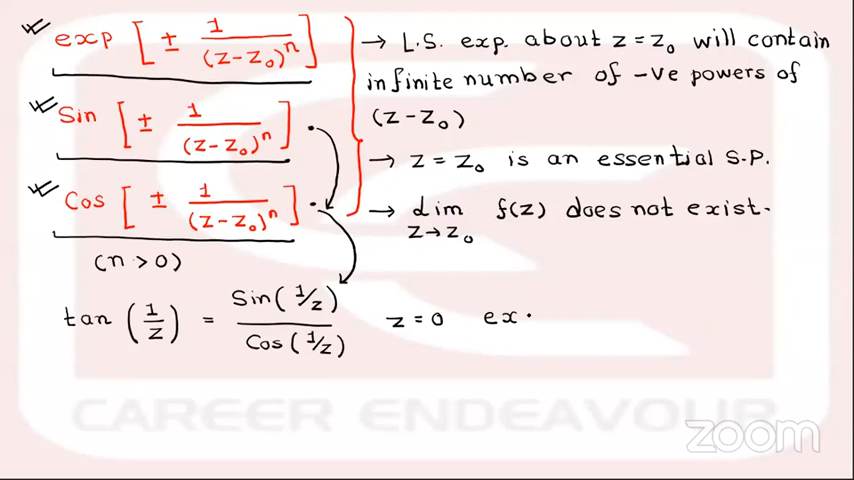 exp [ ± 1/(z-z₀)ⁿ ]
Sin [ ± 1/(z-z₀)ⁿ ]
Cos [ ± 1/(z-z₀)ⁿ ]
(n > 0)
→ L.S. exp. about z = z₀ will contain
infinite number of -ve powers of
(z-z₀)
→ z = z₀ is an essential S.P.
→ lim z→z₀ f(z) does not exist.
tan (1/z) = Sin(1/z) / Cos(1/z) z = 0 ex.
CAREER ENDEAVOUR
zoom